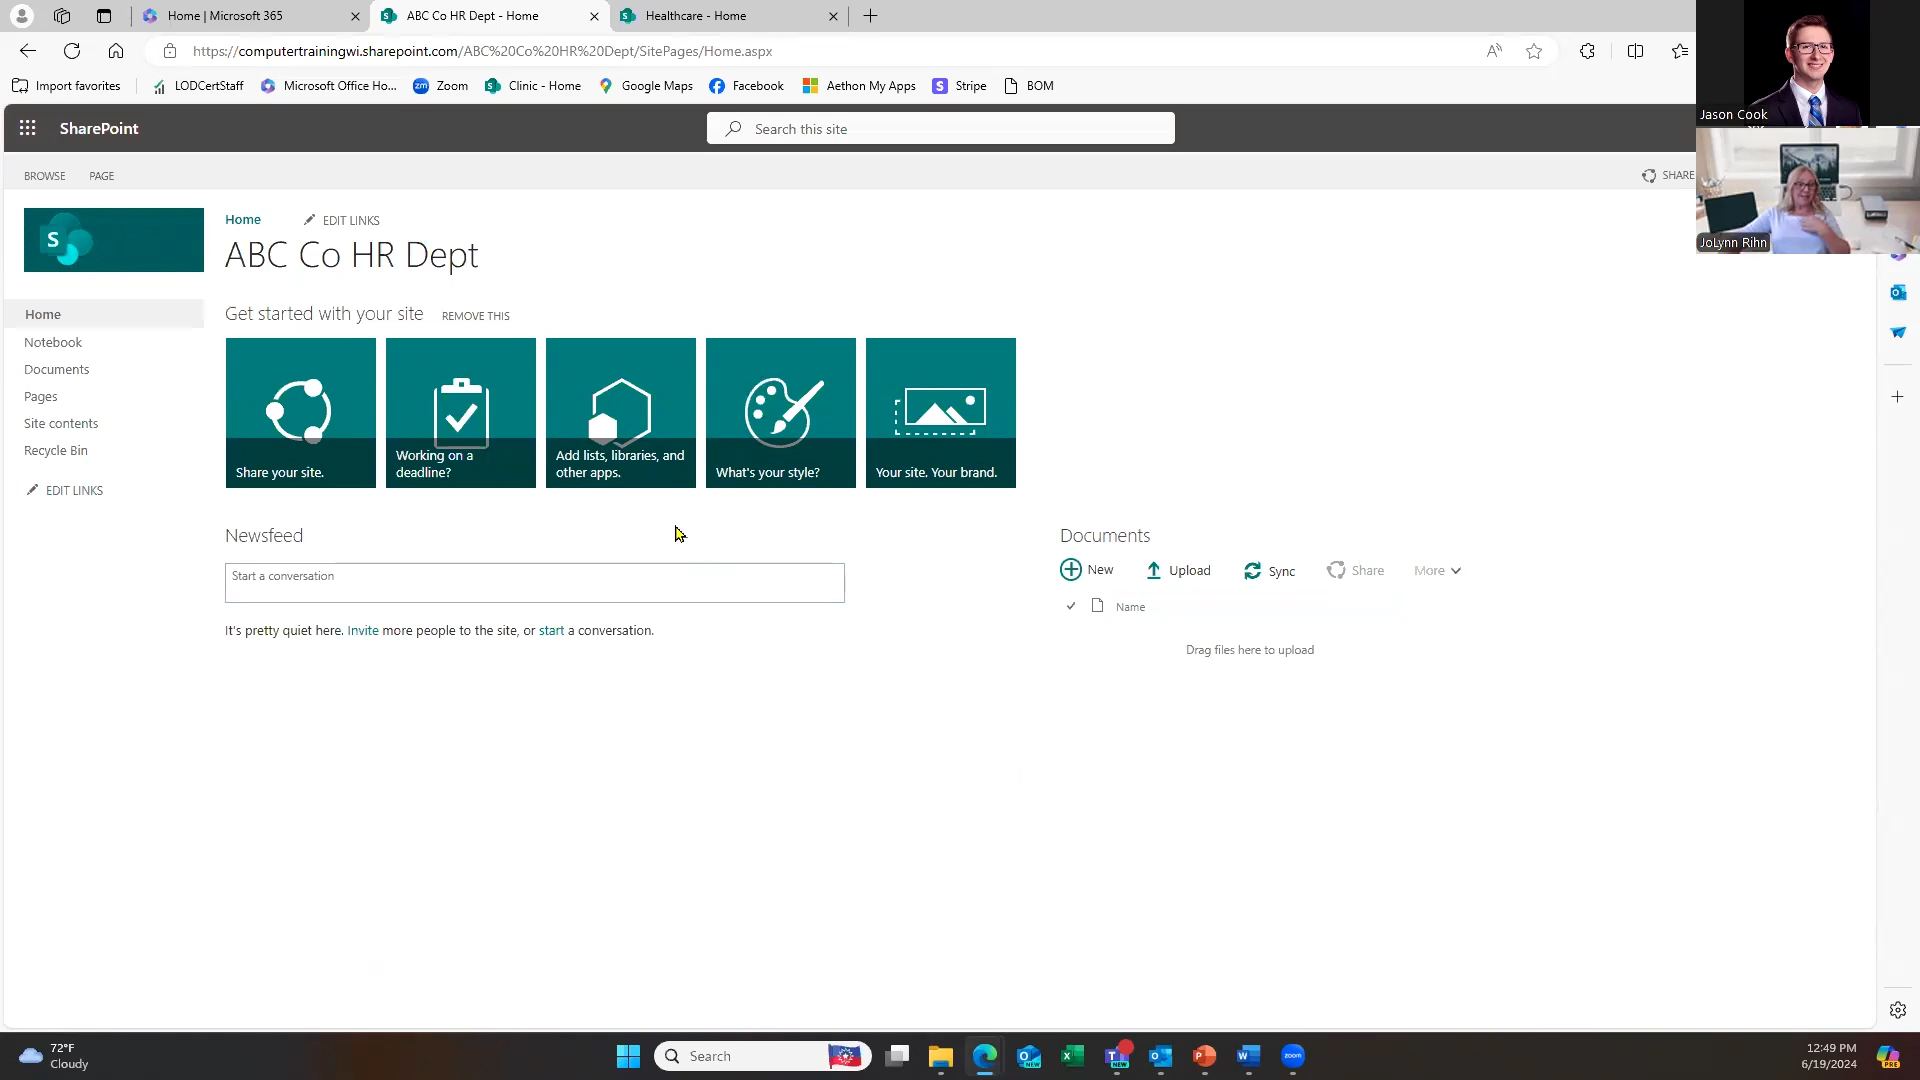 Home | Microsoft 365
ABC Co HR Dept - Home
Healthcare - Home
https://computertrainingwi.sharepoint.com/ABC%20Co%20HR%20Dept/SitePages/Home.aspx
Import favorites
LODCertStaff
Microsoft Office Ho...
Zoom
Clinic - Home
Google Maps
Facebook
Aethon My Apps
Stripe
BOM
Jason Cook
JoLynn Rihn
SharePoint
Search this site
BROWSE
PAGE
SHARE
S
Home
EDIT LINKS
ABC Co HR Dept
Home
Notebook
Documents
Pages
Site contents
Recycle Bin
EDIT LINKS
Get started with your site
REMOVE THIS
Share your site.
Working on a
deadline?
Add lists, libraries, and
other apps.
What's your style?
Your site. Your brand.
Newsfeed
Start a conversation
It's pretty quiet here. Invite more people to the site, or start a conversation.
Documents
New
Upload
Sync
Share
More
Name
Drag files here to upload
72°F
Cloudy
Search
zoom
12:49 PM
6/19/2024